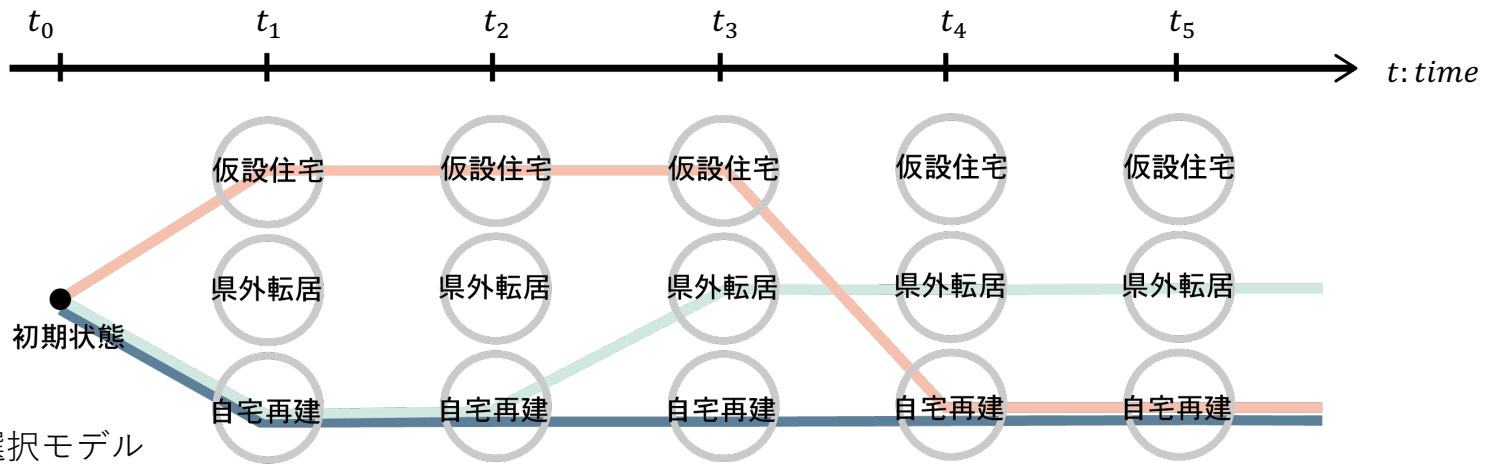 t₀ t₁ t₂ t₃ t₄ t₅
t:time
仮設住宅 仮設住宅 仮設住宅 仮設住宅 仮設住宅
県外転居 県外転居 県外転居 県外転居 県外転居
初期状態
自宅再建 自宅再建 自宅再建 自宅再建 自宅再建
択モデル